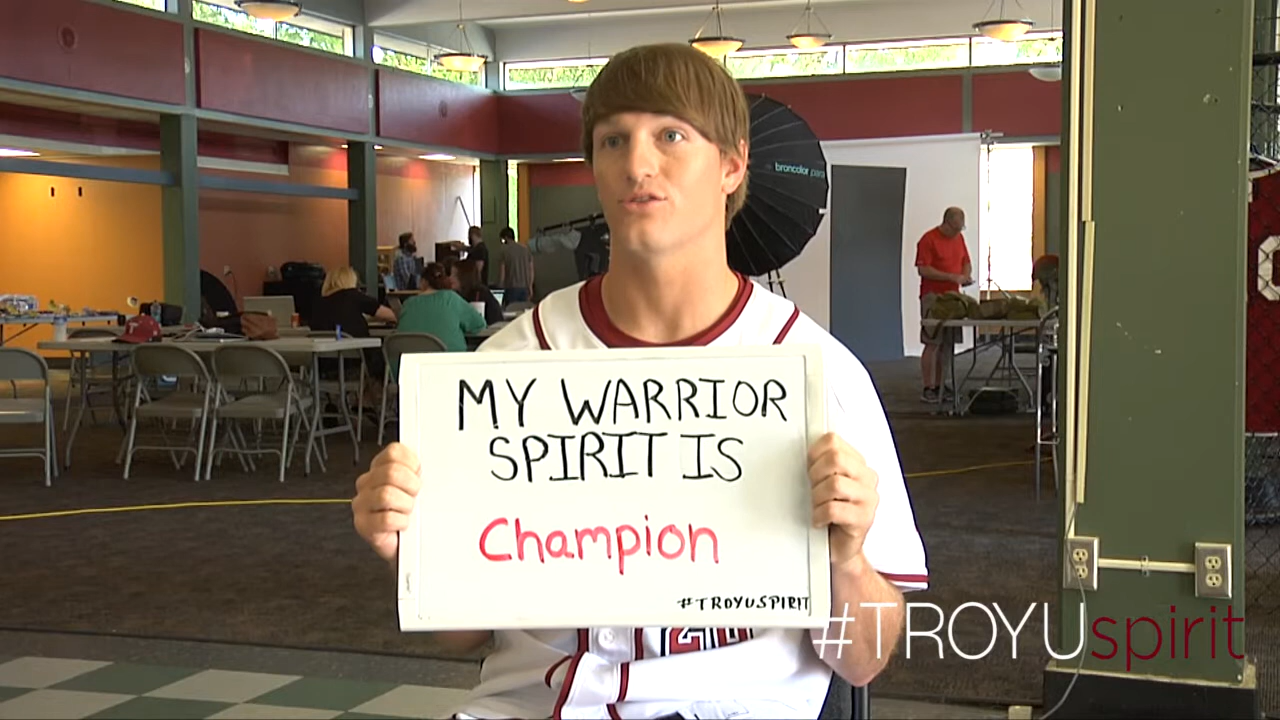 broncolor para
MY WARRIOR
SPIRIT IS
Champion
#TROYUSPIRIT
#TROYUspirit